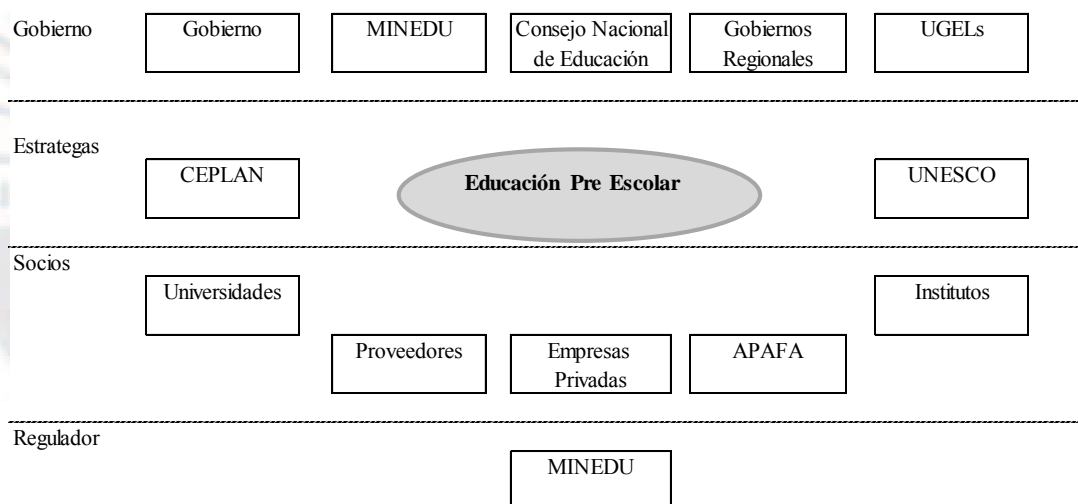 Gobierno
Gobierno
MINEDU
Consejo Nacional
de Educación
Gobiernos
Regionales
UGELs
Estrategas
CEPLAN
Educación Pre Escolar
UNESCO
Socios
Universidades
Institutos
Proveedores
Empresas
Privadas
APAFA
Regulador
MINEDU